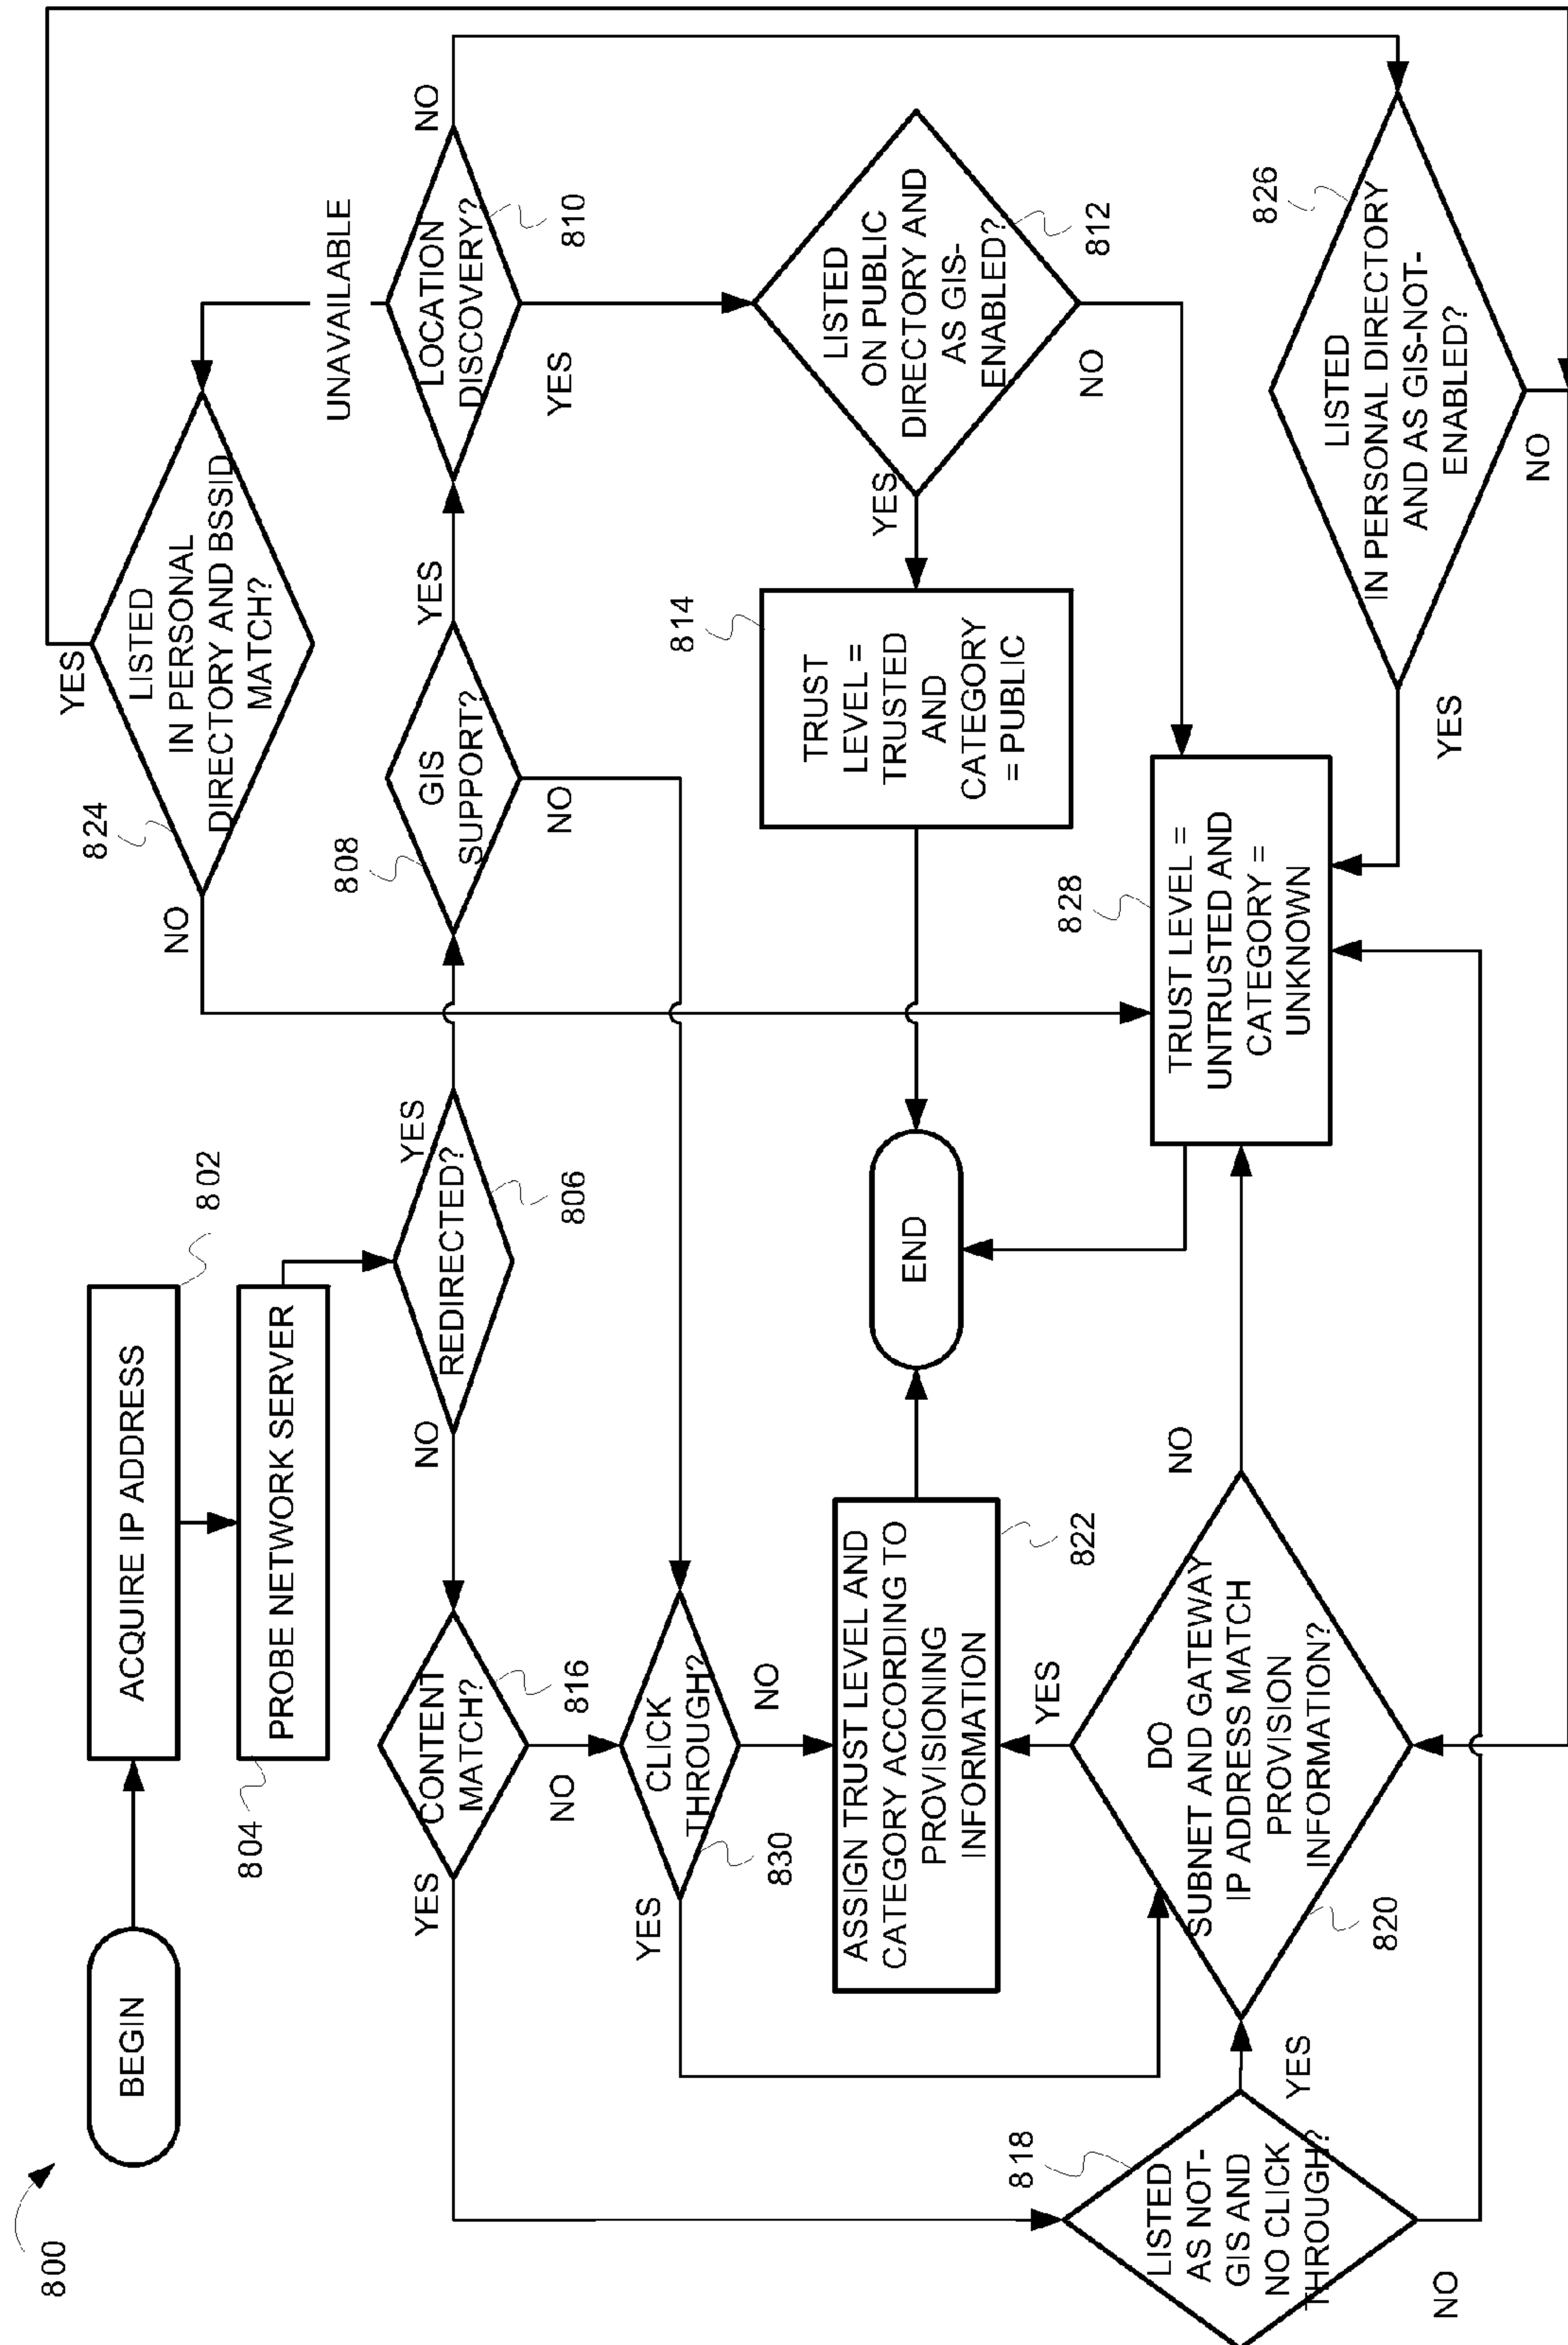 800
BEGIN
ACQUIRE IP ADDRESS
802
PROBE NETWORK SERVER
804
REDIRECTED?
806
YES
NO
GIS
SUPPORT?
808
YES
NO
LOCATION
DISCOVERY?
810
UNAVAILABLE
NO
YES
LISTED
ON PUBLIC
DIRECTORY AND
AS GIS-
ENABLED?
812
YES
NO
TRUST
LEVEL =
TRUSTED
AND
CATEGORY
= PUBLIC
814
CONTENT
MATCH?
816
YES
NO
LISTED
AS NOT-
GIS AND
NO CLICK
THROUGH?
818
YES
NO
DO
SUBNET AND GATEWAY
IP ADDRESS MATCH
PROVISION
INFORMATION?
820
YES
NO
ASSIGN TRUST LEVEL AND
CATEGORY ACCORDING TO
PROVISIONING
INFORMATION
822
LISTED
IN PERSONAL
DIRECTORY AND BSSID
MATCH?
824
YES
NO
LISTED
IN PERSONAL DIRECTORY
AND AS GIS-NOT-
ENABLED?
826
YES
NO
TRUST LEVEL =
UNTRUSTED AND
CATEGORY =
UNKNOWN
828
CLICK
THROUGH?
830
YES
NO
END